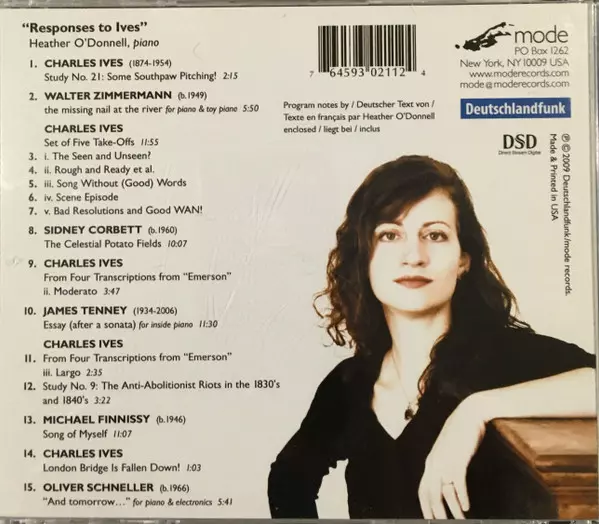 "Responses to Ives"
Heather O'Donnell, piano
1. CHARLES IVES (1874-1954)
Study No. 21: Some Southpaw Pitching! 2:15
2. WALTER ZIMMERMANN (b.1949)
the missing nail at the river for piano & toy piano 5:50
CHARLES IVES
Set of Five Take-Offs 11:55
3. i. The Seen and Unseen?
4. ii. Rough and Ready et al.
5. iii. Song Without (Good) Words
6. iv. Scene Episode
7. v. Bad Resolutions and Good WAN!
8. SIDNEY CORBETT (b.1960)
The Celestial Potato Fields 10:07
9. CHARLES IVES
From Four Transcriptions from "Emerson"
ii. Moderato 3:47
10. JAMES TENNEY (1934-2006)
Essay (after a sonata) for inside piano 11:30
CHARLES IVES
11. From Four Transcriptions from "Emerson"
iii. Largo 2:35
12. Study No. 9: The Anti-Abolitionist Riots in the 1830's
and 1840's 3:22
13. MICHAEL FINNISSY (b.1946)
Song of Myself 11:07
14. CHARLES IVES
London Bridge Is Fallen Down! 1:03
15. OLIVER SCHNELLER (b.1966)
"And tomorrow..." for piano & electronics 5:41
7 64593 02112 4
Program notes by / Deutscher Text von /
Texte en français par Heather O'Donnell
enclosed / liegt bei / inclus
mode
PO Box 1262
New York, NY 10009 USA
www.moderecords.com
mode@moderecords.com
Deutschlandfunk
DSD
Direct Stream Digital
℗ © 2009 Deutschlandfunk/mode records.
Made & Printed in USA